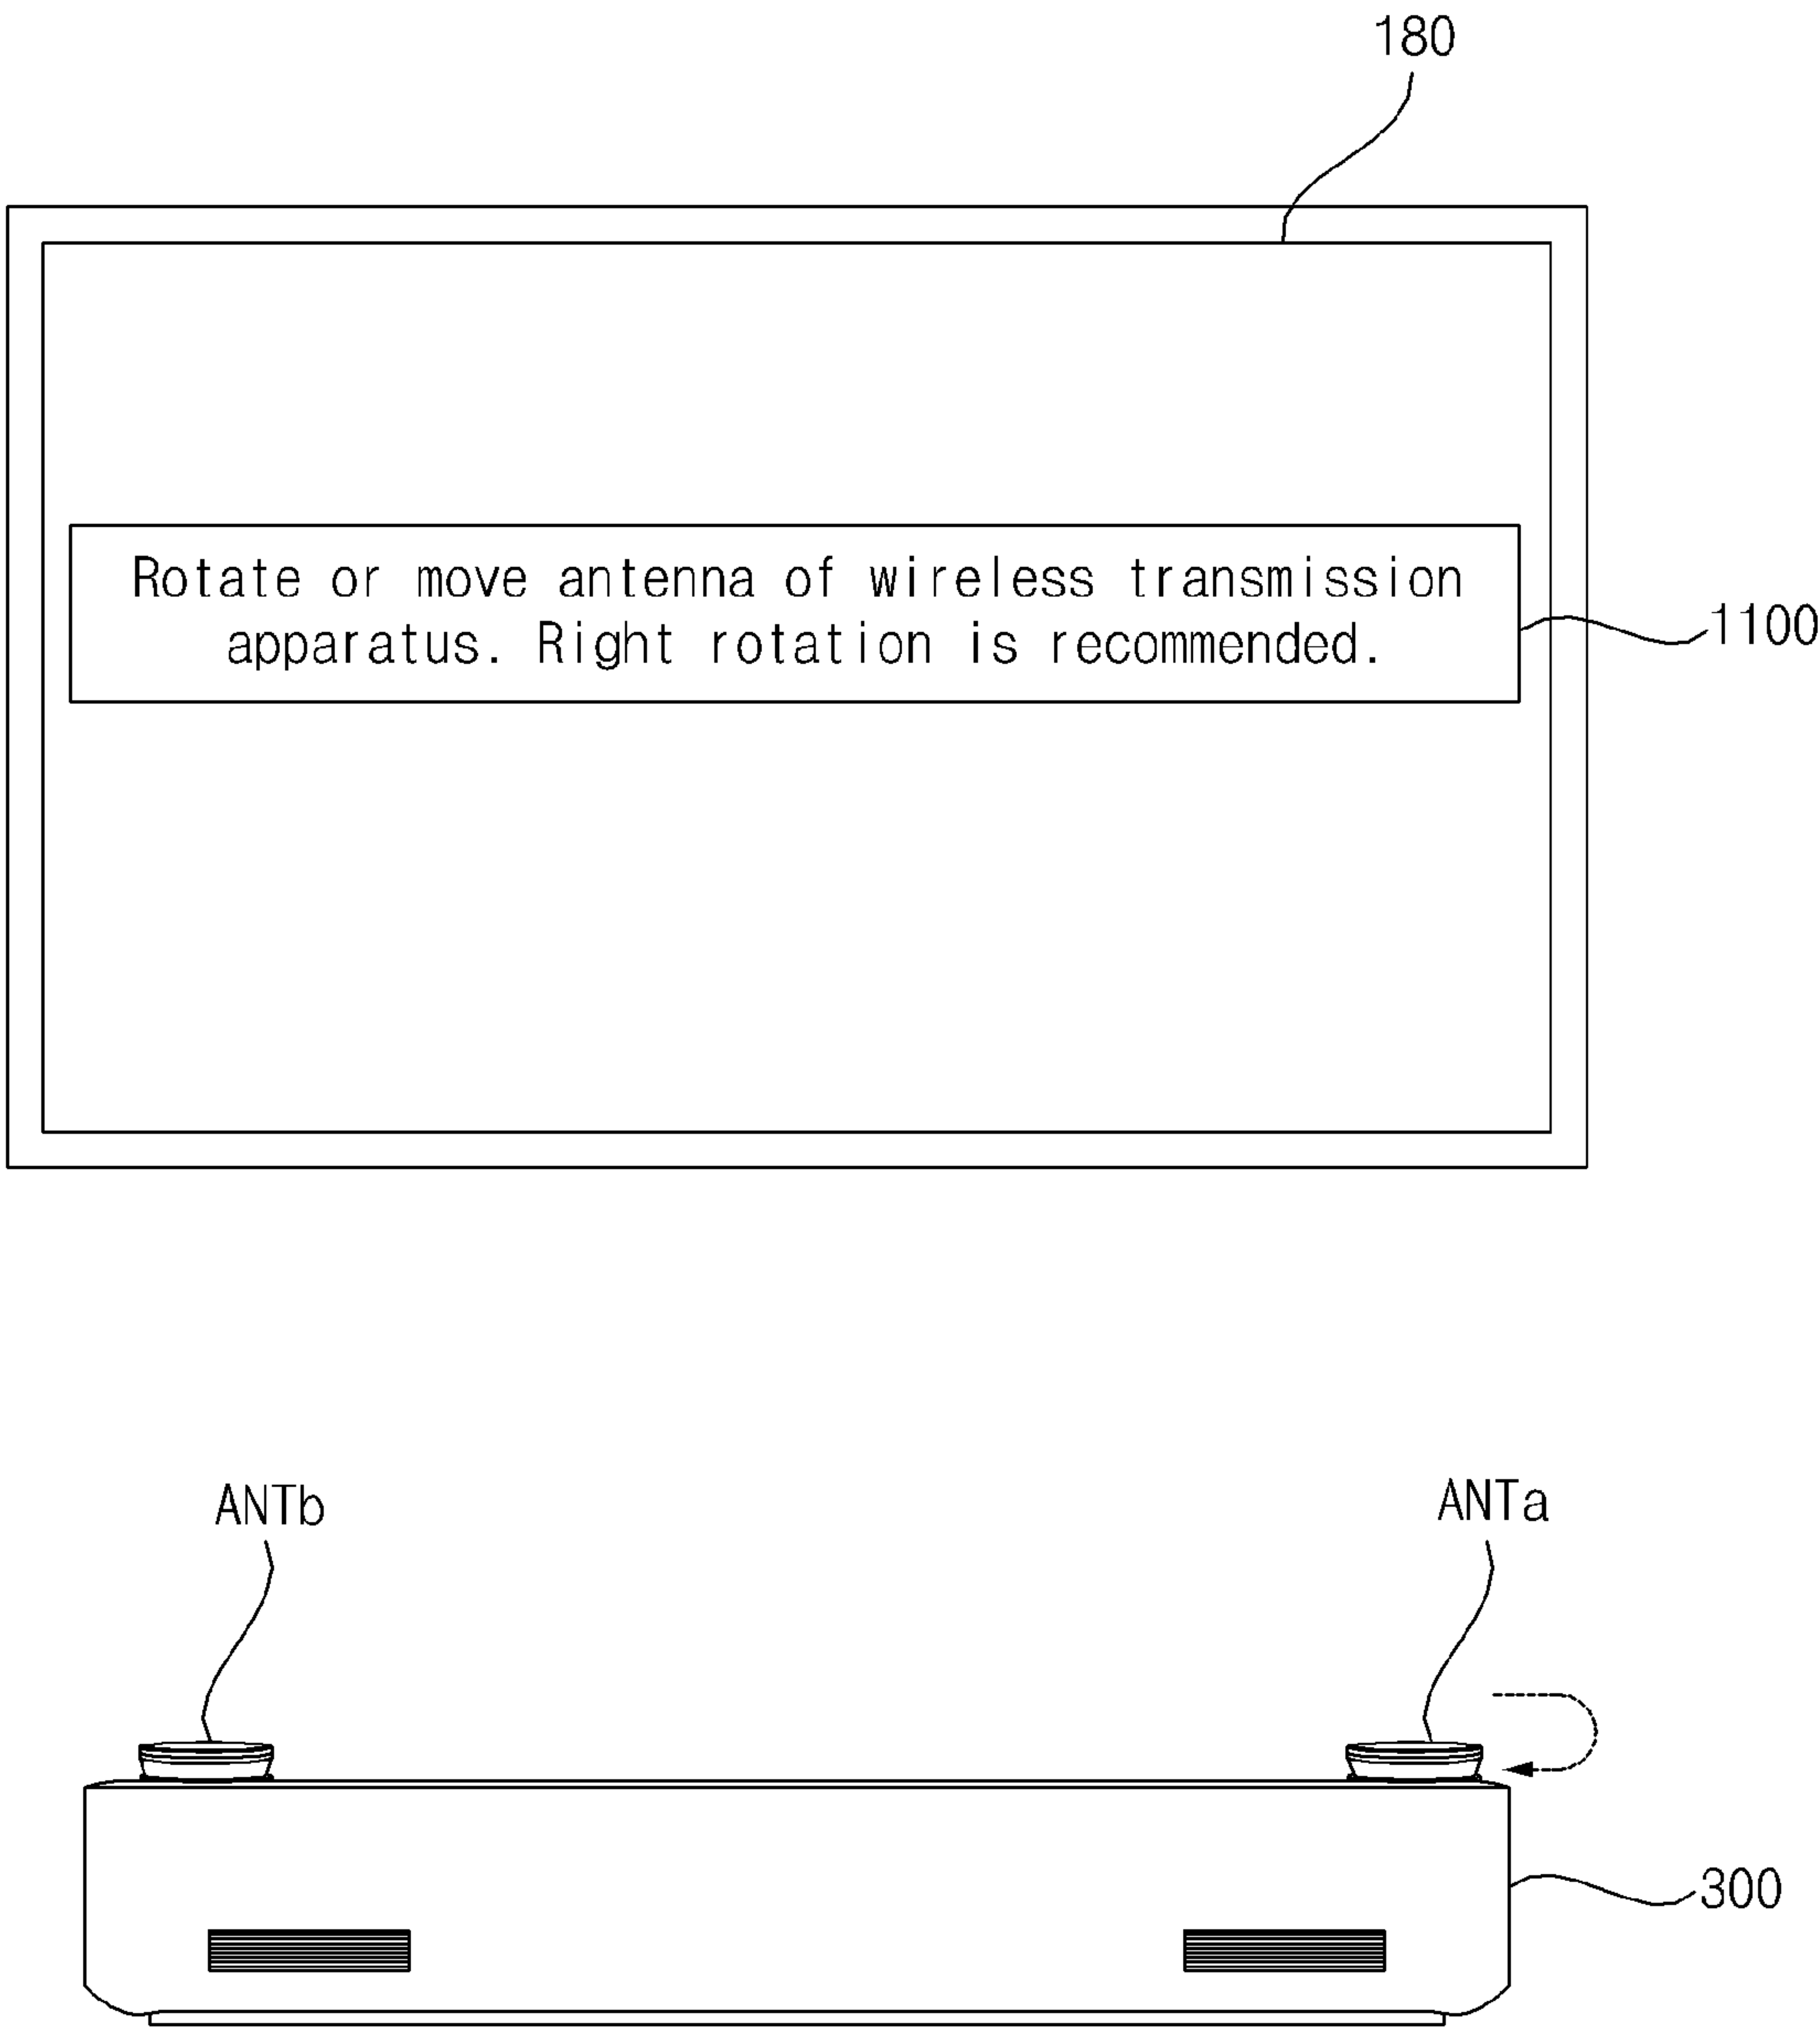 180
Rotate or move antenna of wireless transmission
apparatus. Right rotation is recommended.
1100
ANTb
ANTa
300